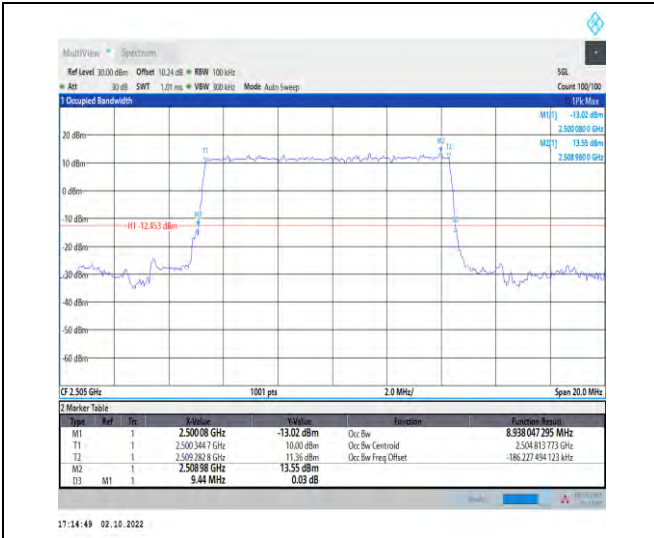 MultiView Spectrum
Ref Level 30.00 dBm Offset 10.24 dB RBW 100 kHz SGL
Att 30 dB SWT 1.01 ms VBW 300 kHz Mode Auto Sweep Count 100/100
1 Occupied Bandwidth 1Pk Max
M1[1] -13.02 dBm
2.500 080 0 GHz
M2[1] 13.55 dBm
2.508 980 0 GHz
20 dBm
M2
T1 T2
10 dBm
0 dBm
-10 dBm
H1 -12.453 dBm
-20 dBm
-30 dBm
-40 dBm
-50 dBm
-60 dBm
CF 2.505 GHz 1001 pts 2.0 MHz/ Span 20.0 MHz
2 Marker Table
Type Ref Trc X-Value Y-Value Function Function Result
M1 1 2.50008 GHz -13.02 dBm Occ Bw 8.938 047 295 MHz
T1 1 2.500 344 7 GHz 10.00 dBm Occ Bw Centroid 2.504 813 773 GHz
T2 1 2.509 282 8 GHz 11.36 dBm Occ Bw Freq Offset -186.227 494 123 kHz
M2 1 2.50898 GHz 13.55 dBm
D3 M1 1 9.44 MHz 0.03 dB
17:14:49 02.10.2022